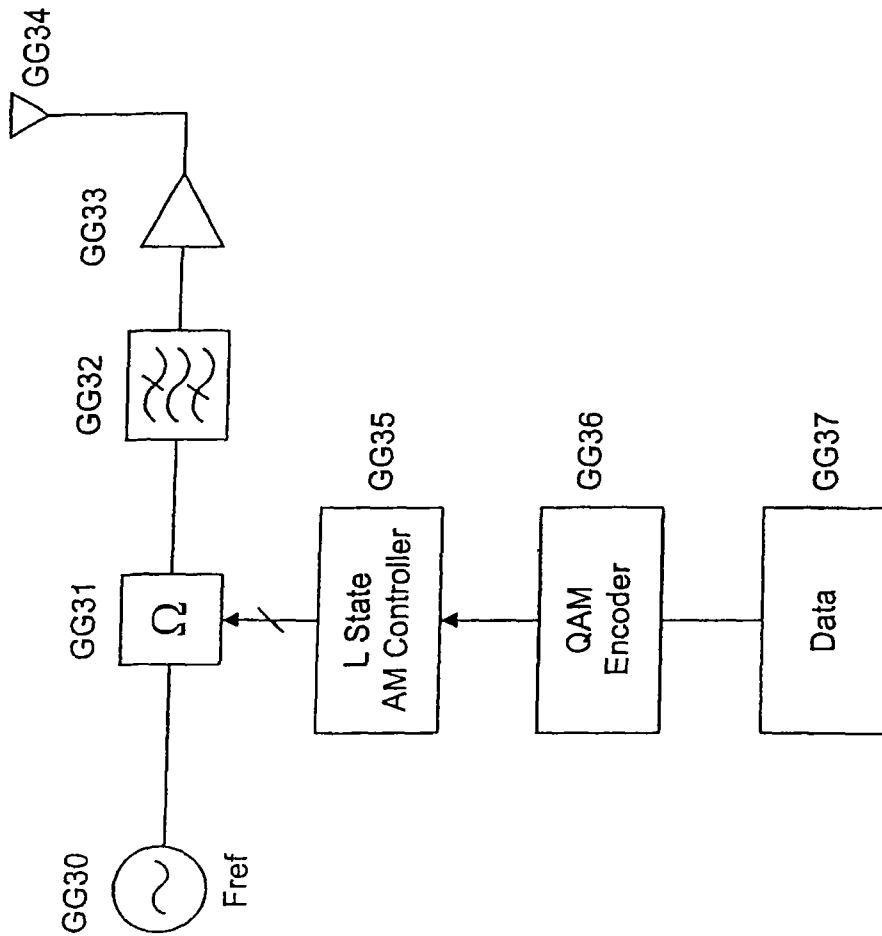 GG34
GG33
GG32
GG31
Ω
GG30
Fref
GG35
L State
AM Controller
GG36
QAM
Encoder
GG37
Data